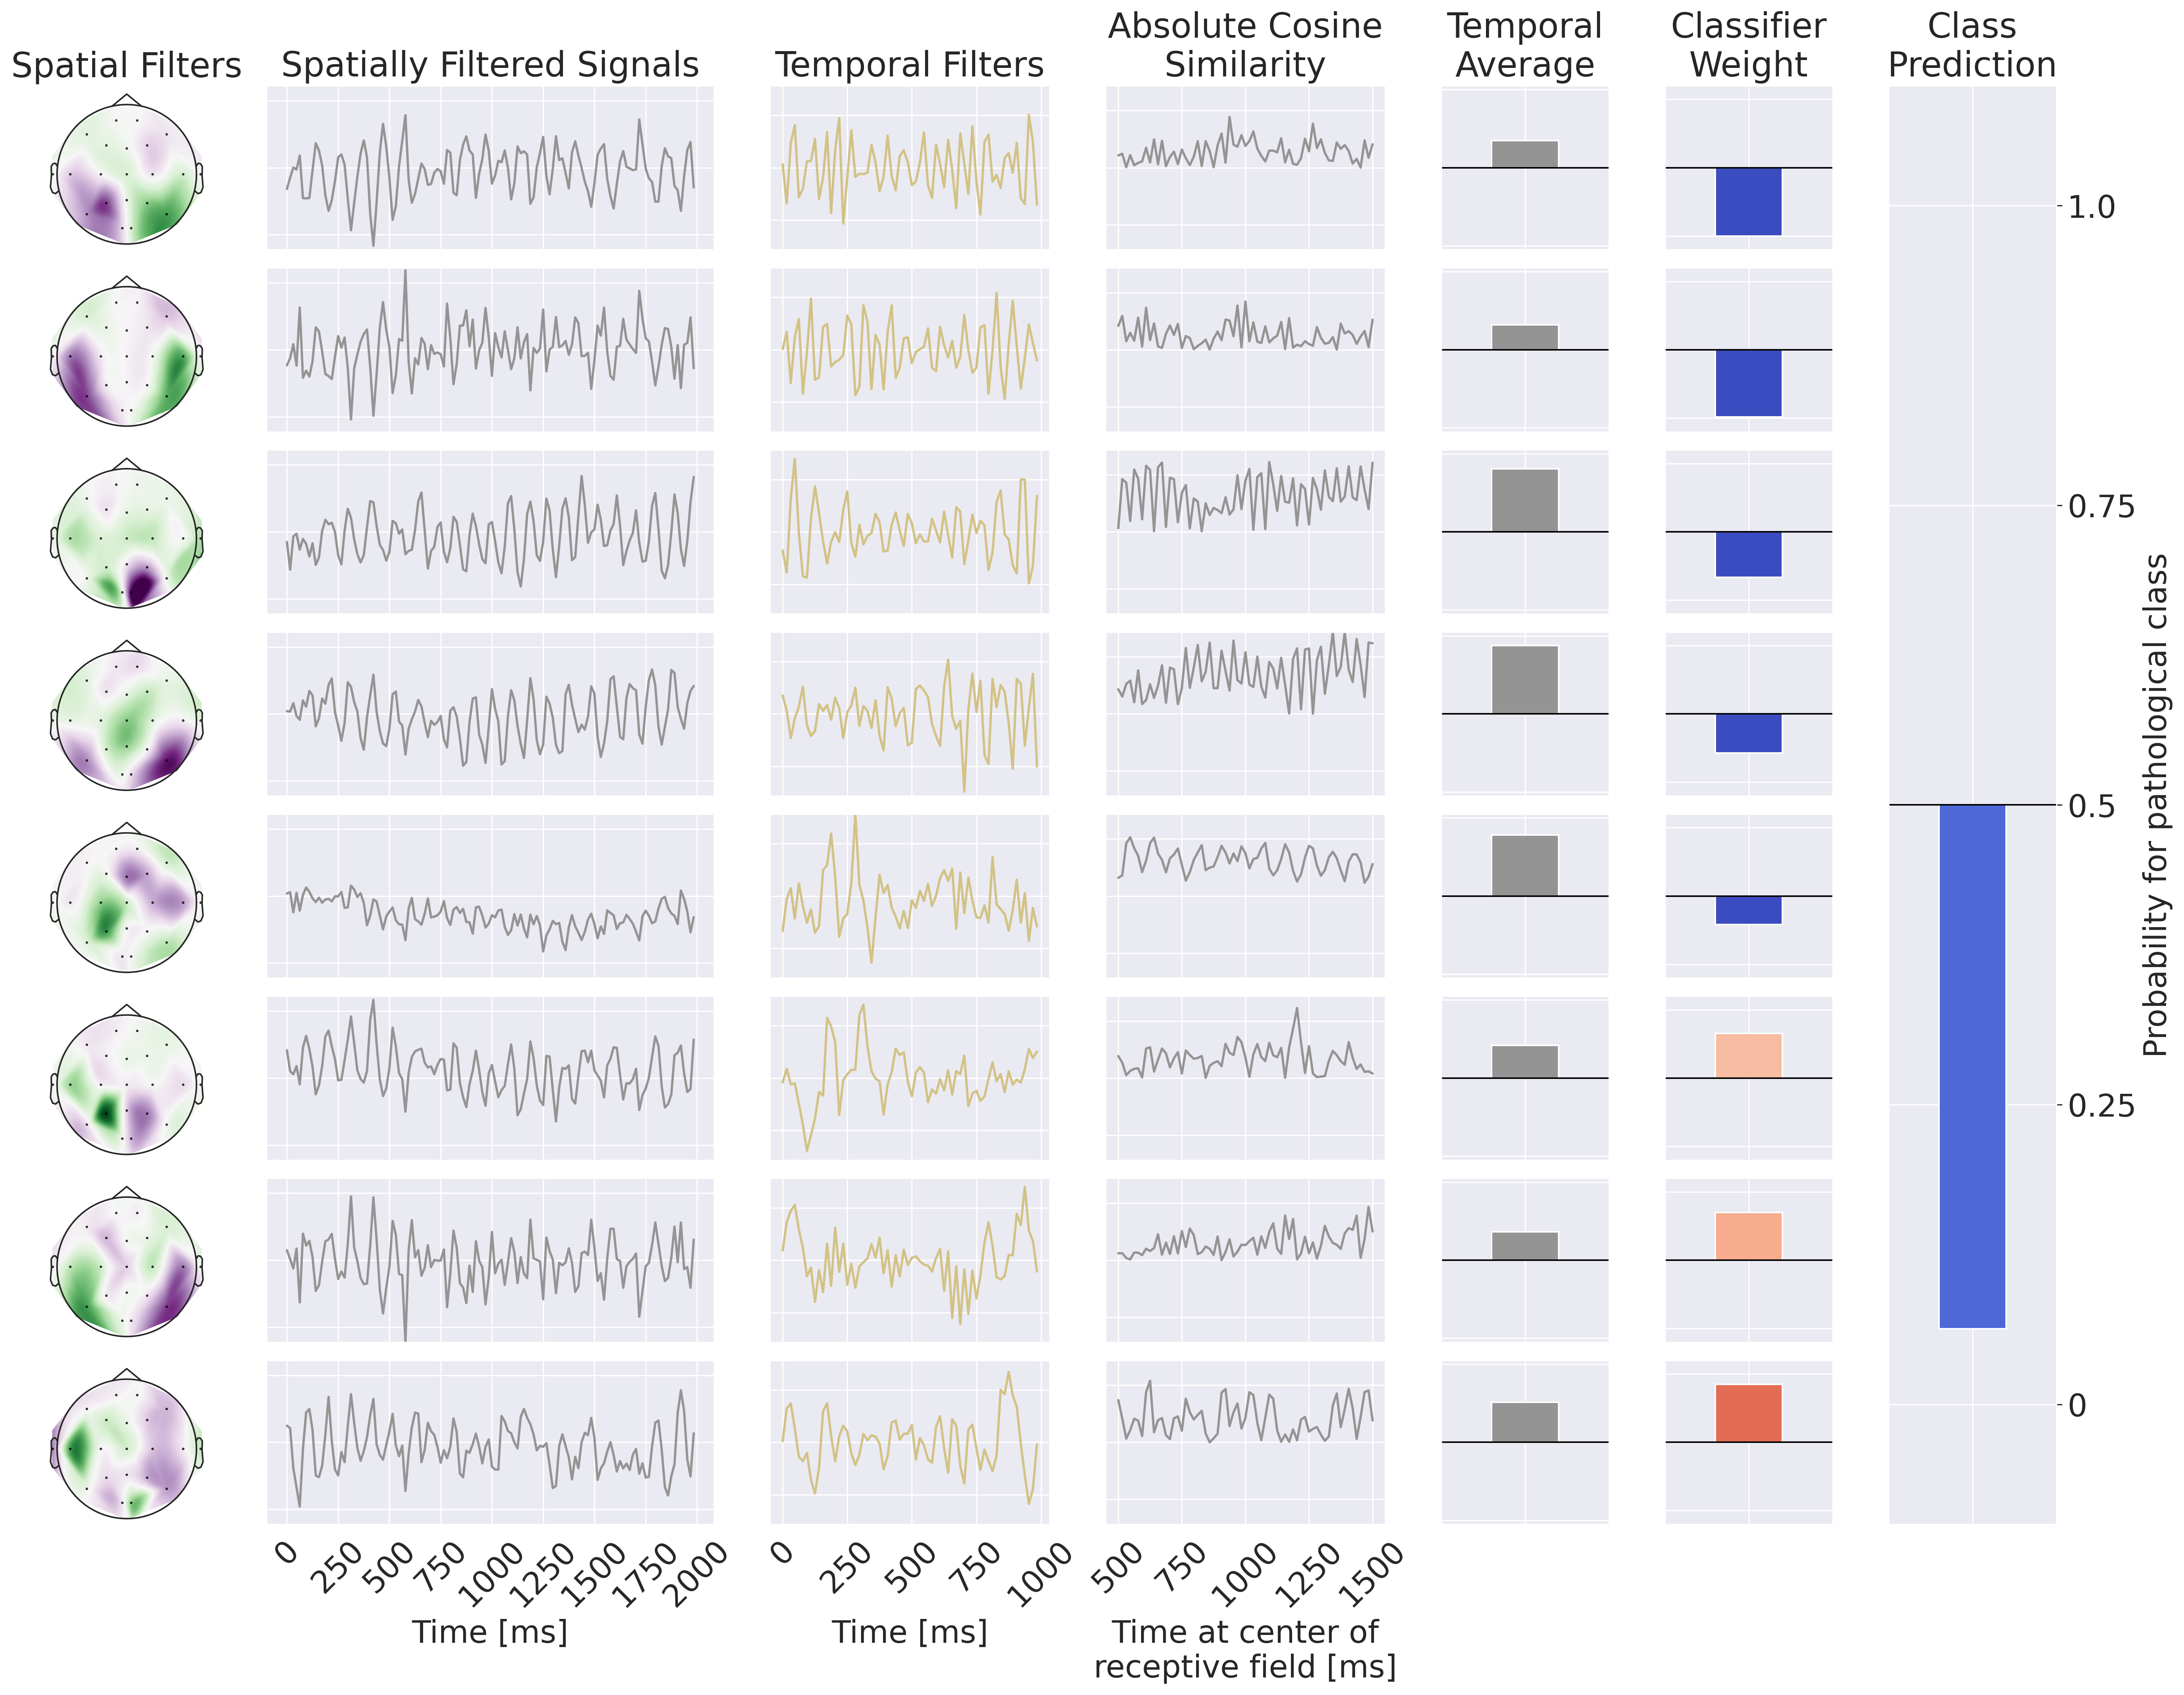 Spatial Filters
Spatially Filtered Signals
Temporal Filters
Absolute Cosine
Similarity
Temporal
Average
Classifier
Weight
Class
Prediction
1.0
0.75
0.5
0.25
0
Probability for pathological class
0
250
500
750
1000
1250
1500
1750
2000
Time [ms]
0
250
500
750
1000
Time [ms]
500
750
1000
1250
1500
Time at center of
receptive field [ms]